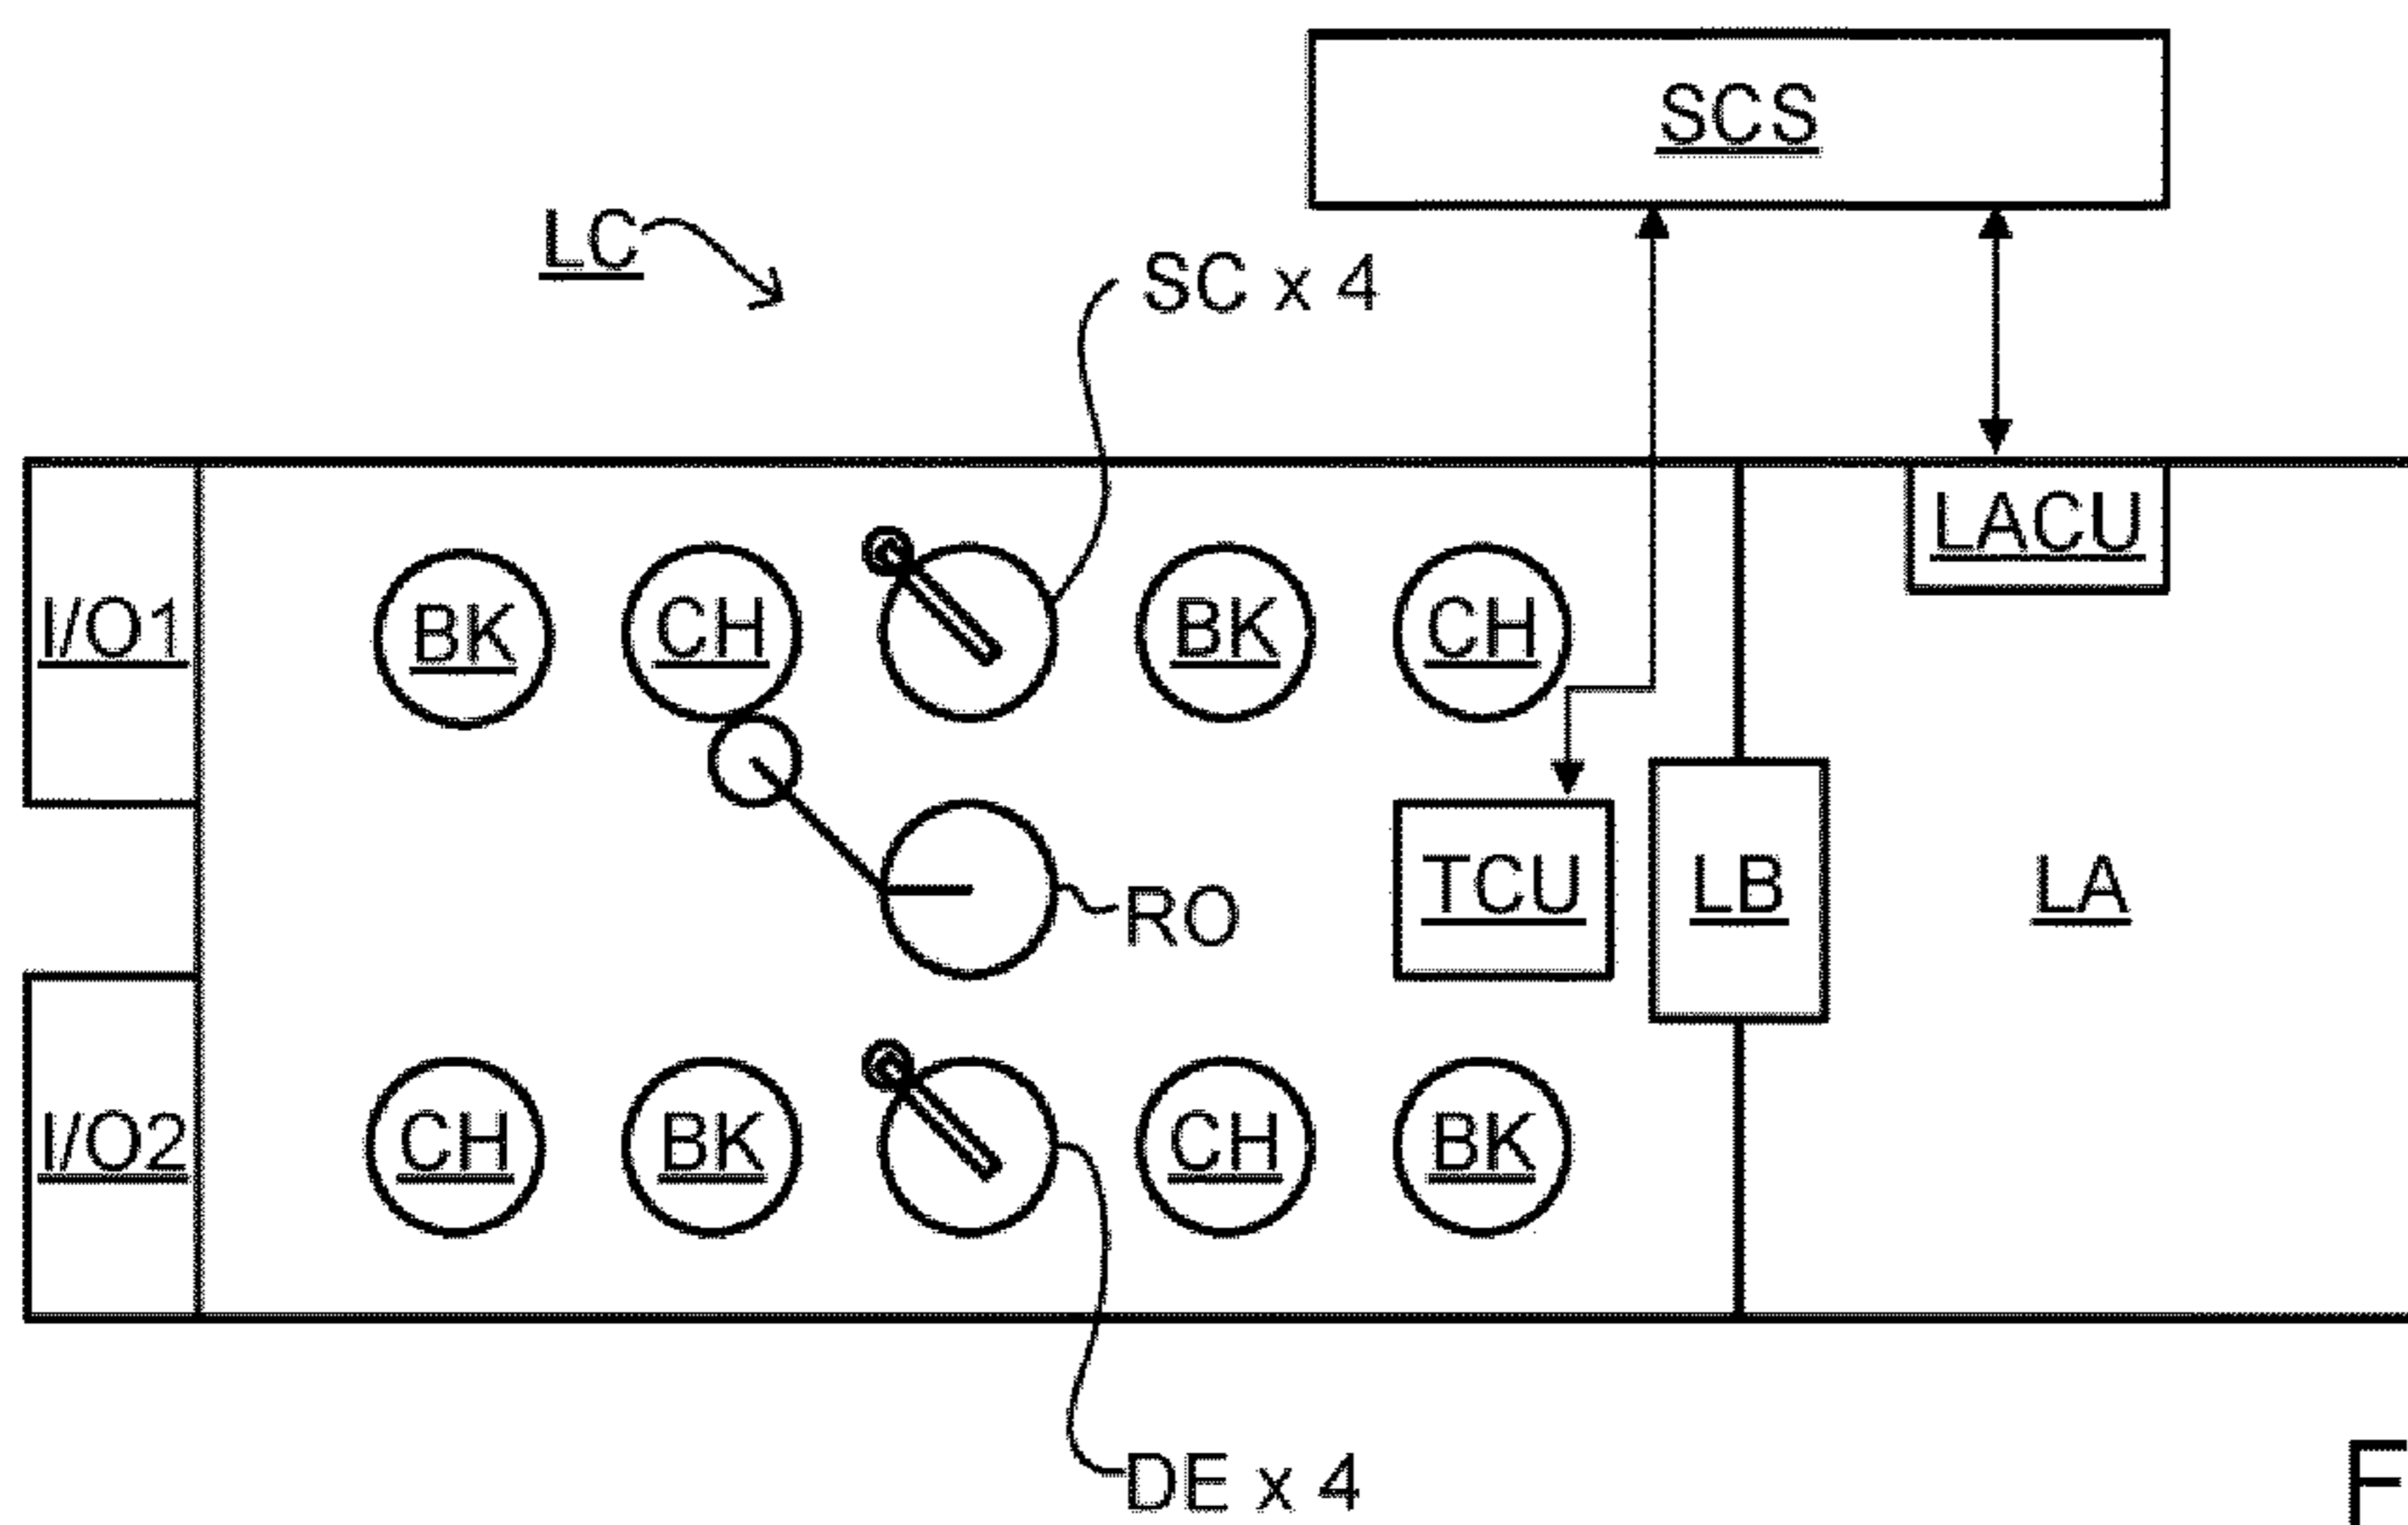 SCS
LC
SC x 4
LACU
I/O1
BK
CH
BK
CH
TCU
LB
LA
RO
I/O2
CH
BK
CH
BK
DE x 4
F